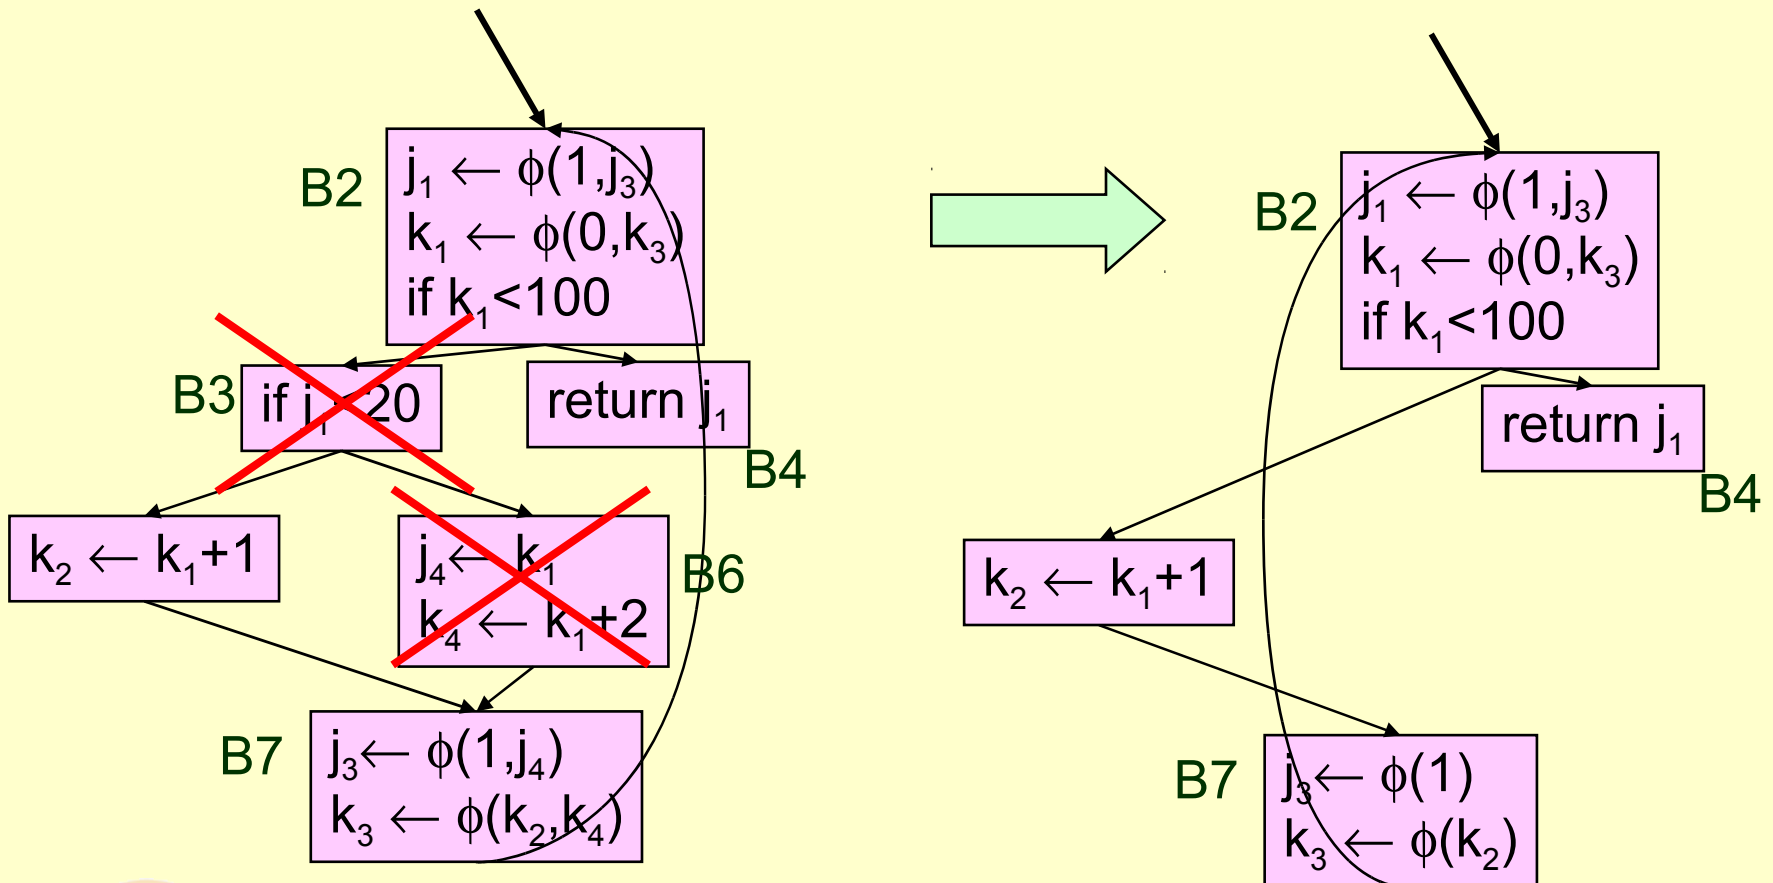 B2
j₁ ← ϕ(1,j₃)
k₁ ← ϕ(0,k₃)
if k₁<100
B3
if j₁ 20
return j₁
B4
k₂ ← k₁+1
j₄← k₁
k₄ ← k₁+2
B6
B7
j₃← ϕ(1,j₄)
k₃ ← ϕ(k₂,k₄)
B2
j₁ ← ϕ(1,j₃)
k₁ ← ϕ(0,k₃)
if k₁<100
return j₁
B4
k₂ ← k₁+1
B7
j₃← ϕ(1)
k₃ ← ϕ(k₂)